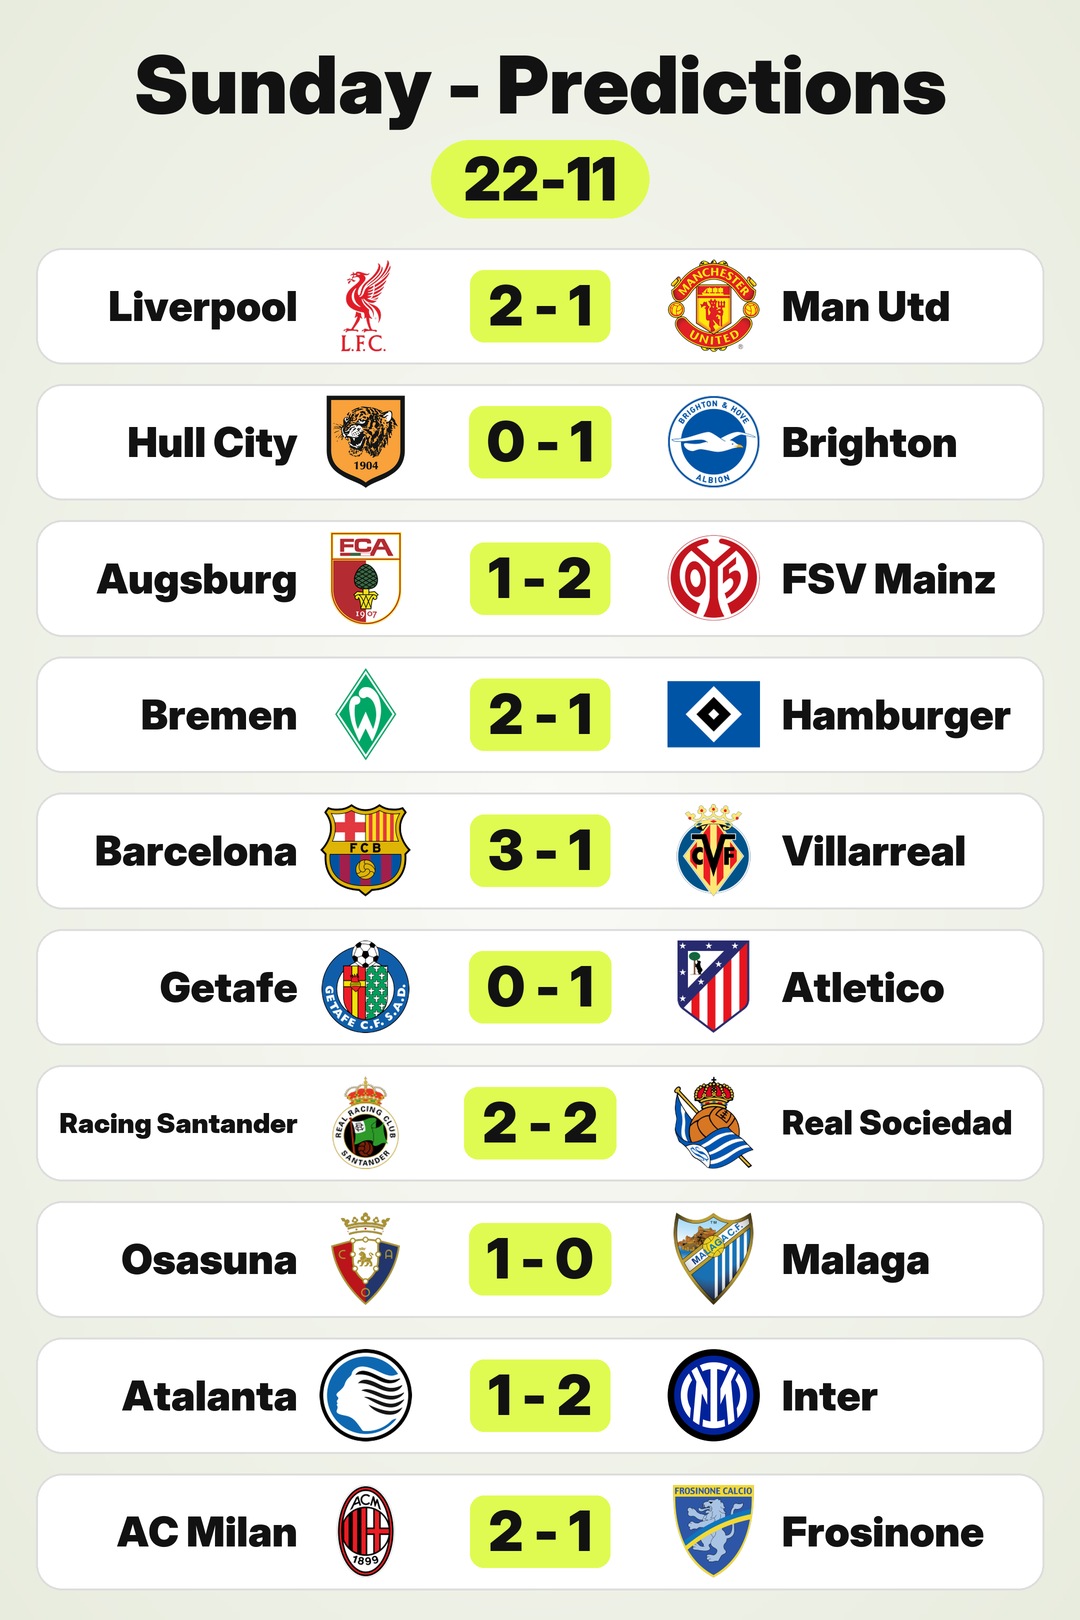 Sunday - Predictions
22-11
Liverpool L.F.C. 2 - 1 MANCHESTER UNITED ® Man Utd
Hull City 1904 0 - 1 BRIGHTON & HOVE ALBION Brighton
Augsburg FCA 1907 1 - 2 05 FSV Mainz
Bremen W 2 - 1 Hamburger
Barcelona FCB 3 - 1 CVF Villarreal
Getafe GETAFE C.F. S.A.D. 0 - 1 Atletico
Racing Santander REAL RACING CLUB SANTANDER 2 - 2 Real Sociedad
Osasuna C A O 1 - 0 MALAGA C.F. Malaga
Atalanta 1 - 2 Inter
AC Milan ACM 1899 2 - 1 FROSINONE CALCIO Frosinone